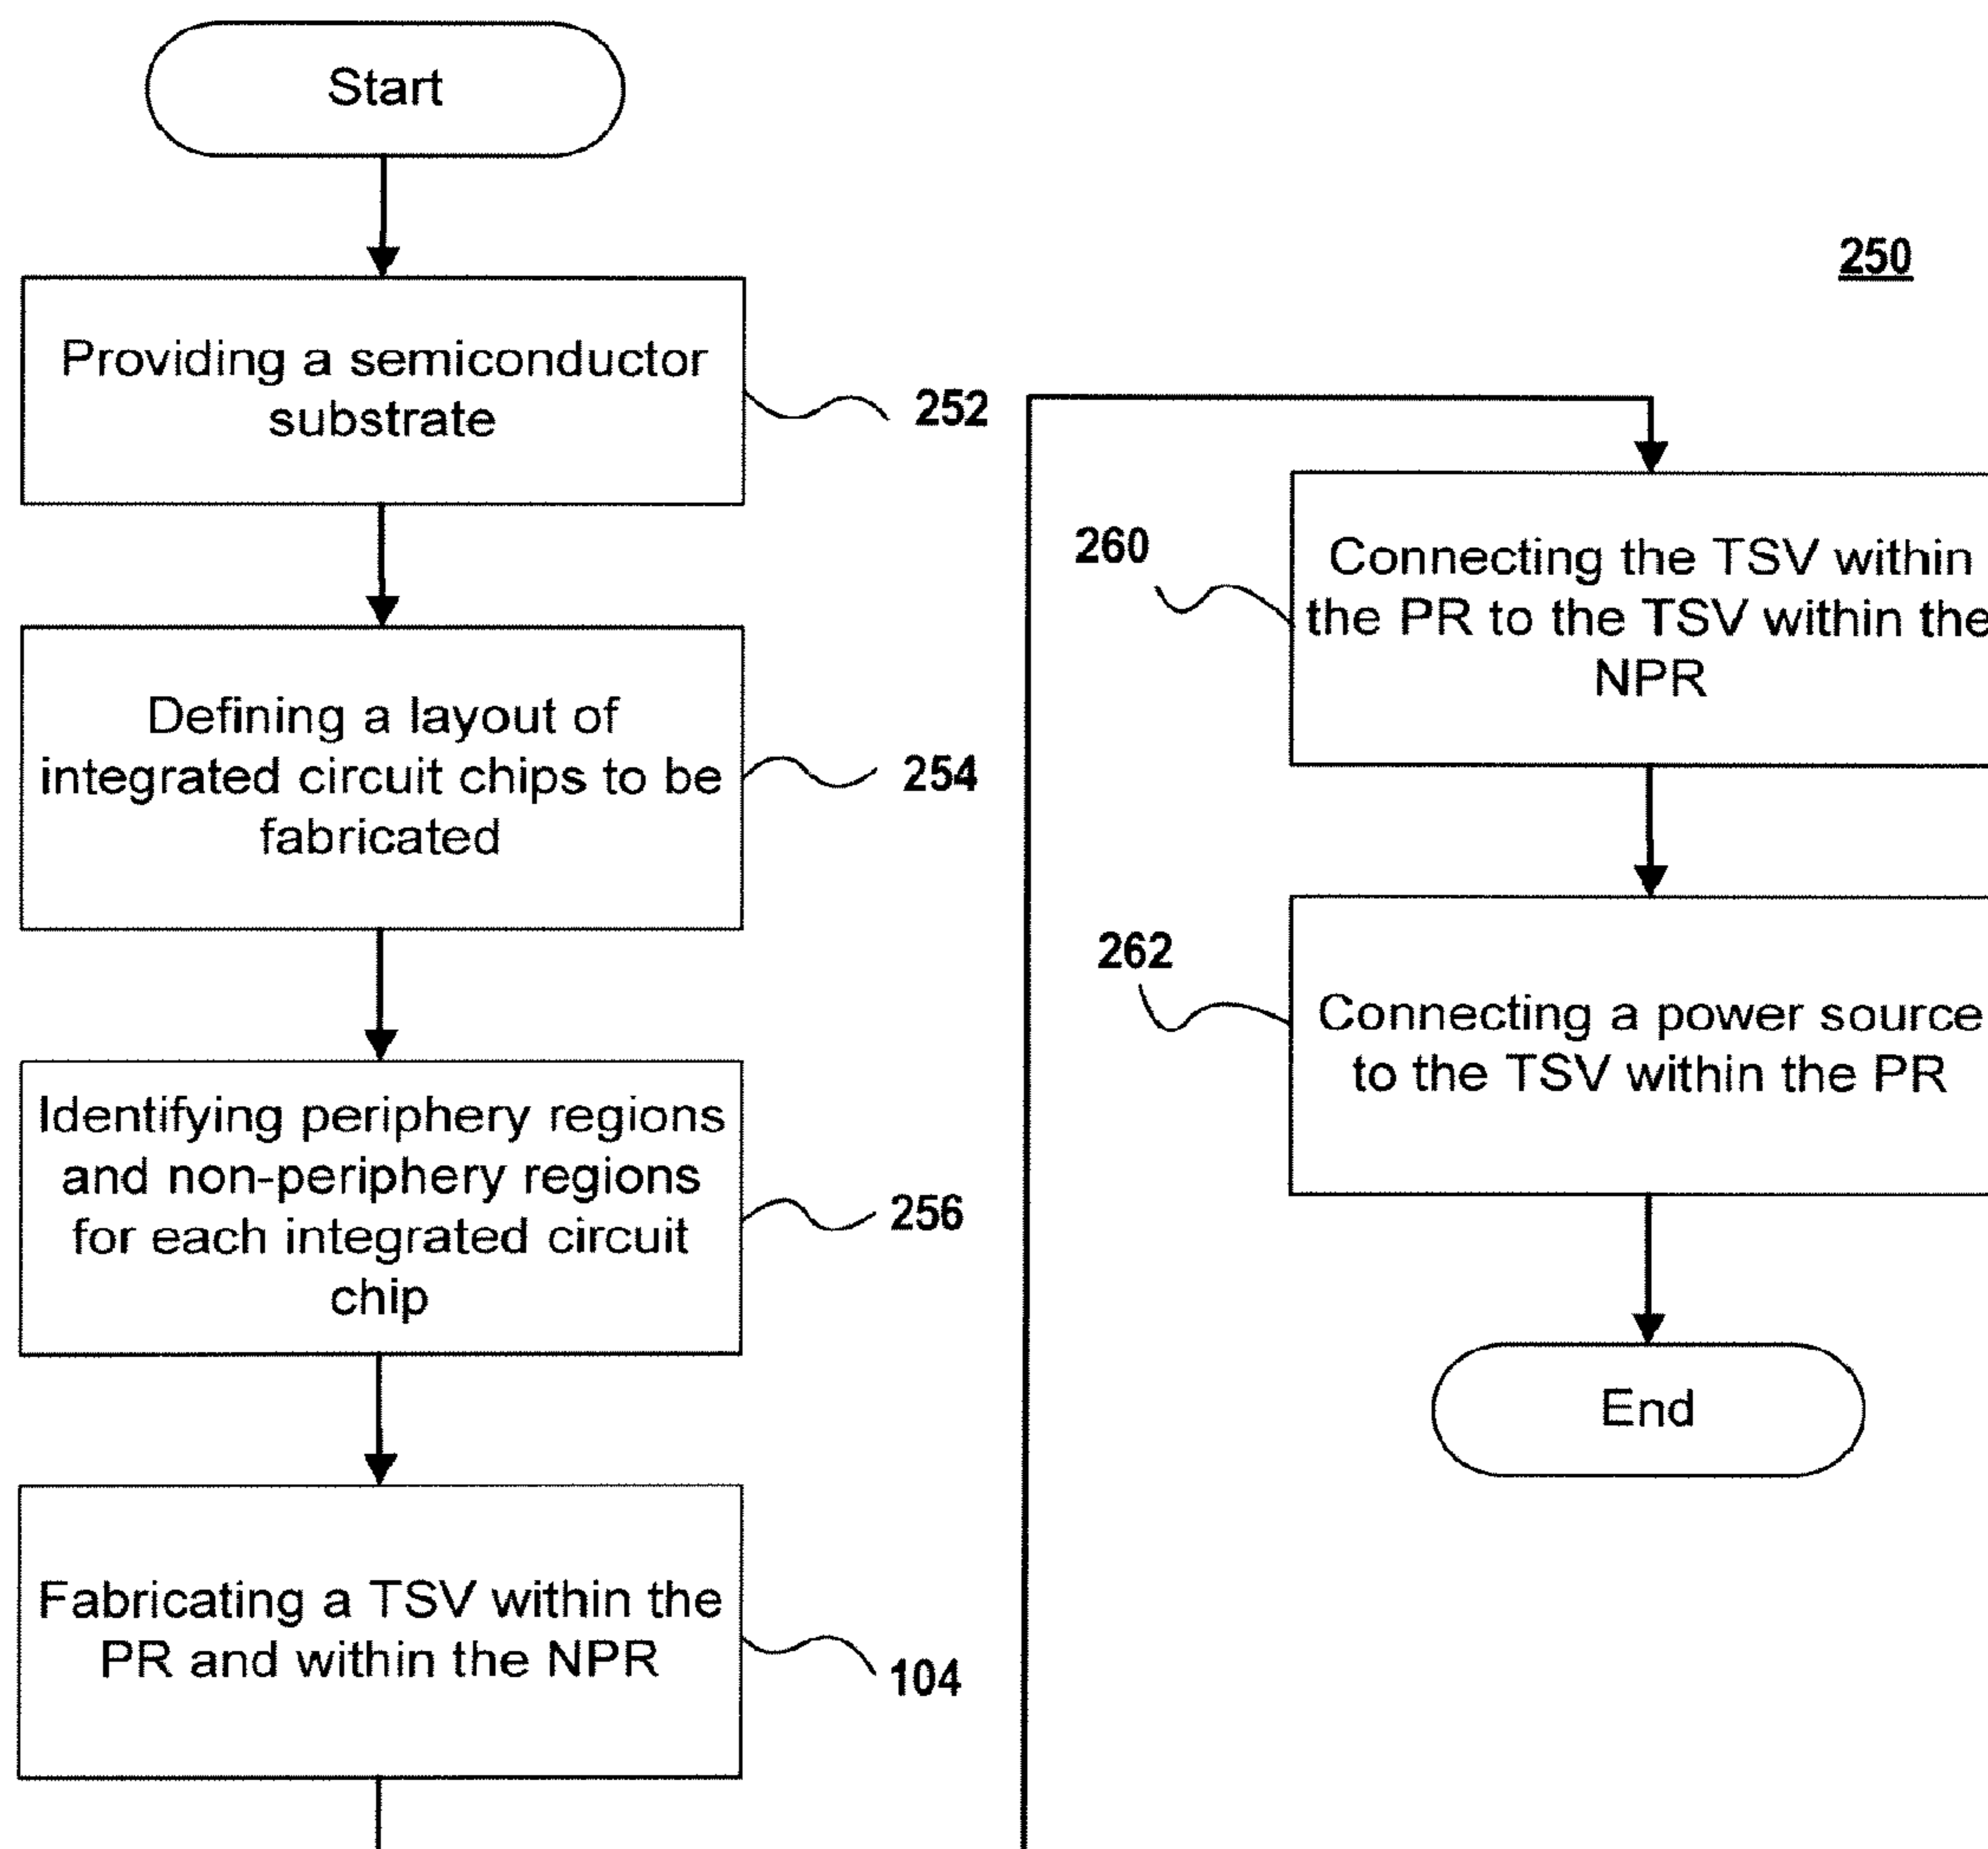 Start
250
Providing a semiconductor
substrate
252
Defining a layout of
integrated circuit chips to be
fabricated
254
Identifying periphery regions
and non-periphery regions
for each integrated circuit
chip
256
Fabricating a TSV within the
PR and within the NPR
104
260
Connecting the TSV within
the PR to the TSV within the
NPR
262
Connecting a power source
to the TSV within the PR
End